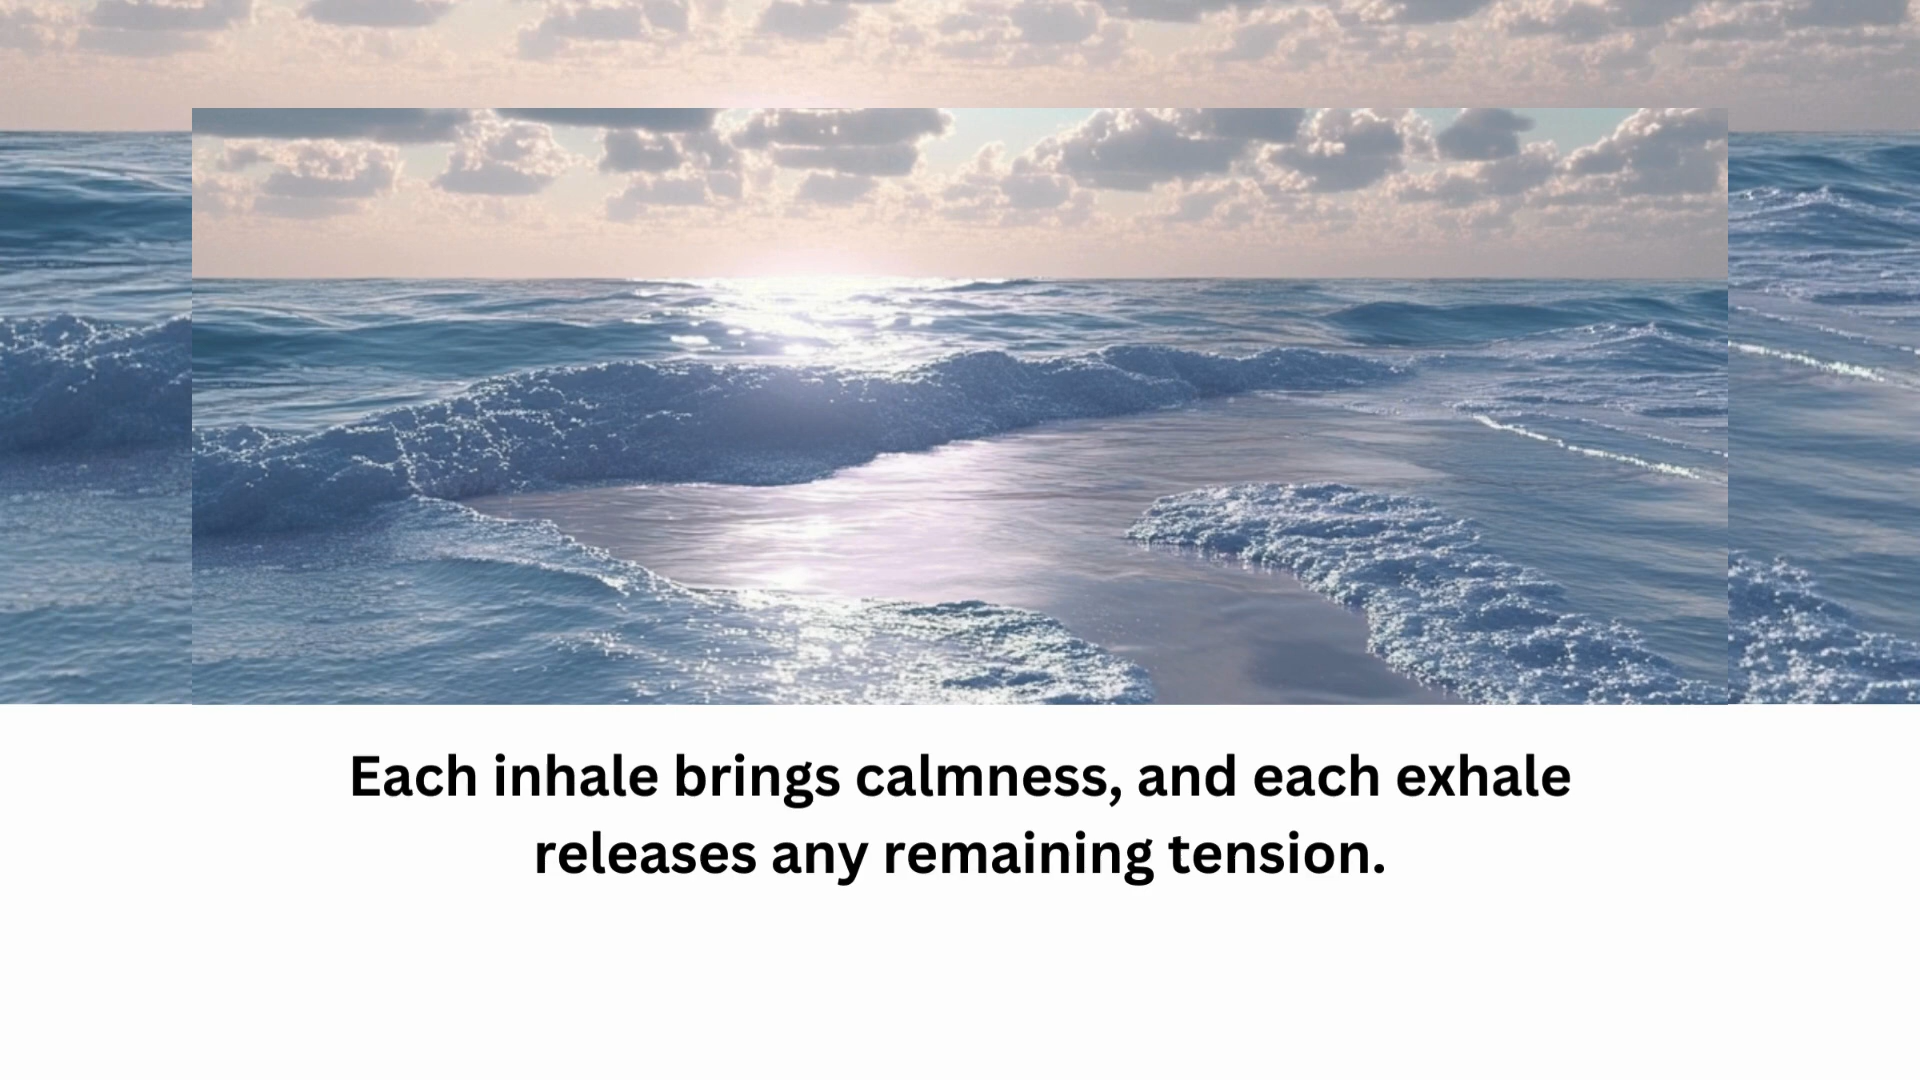 Each inhale brings calmness, and each exhale
releases any remaining tension.